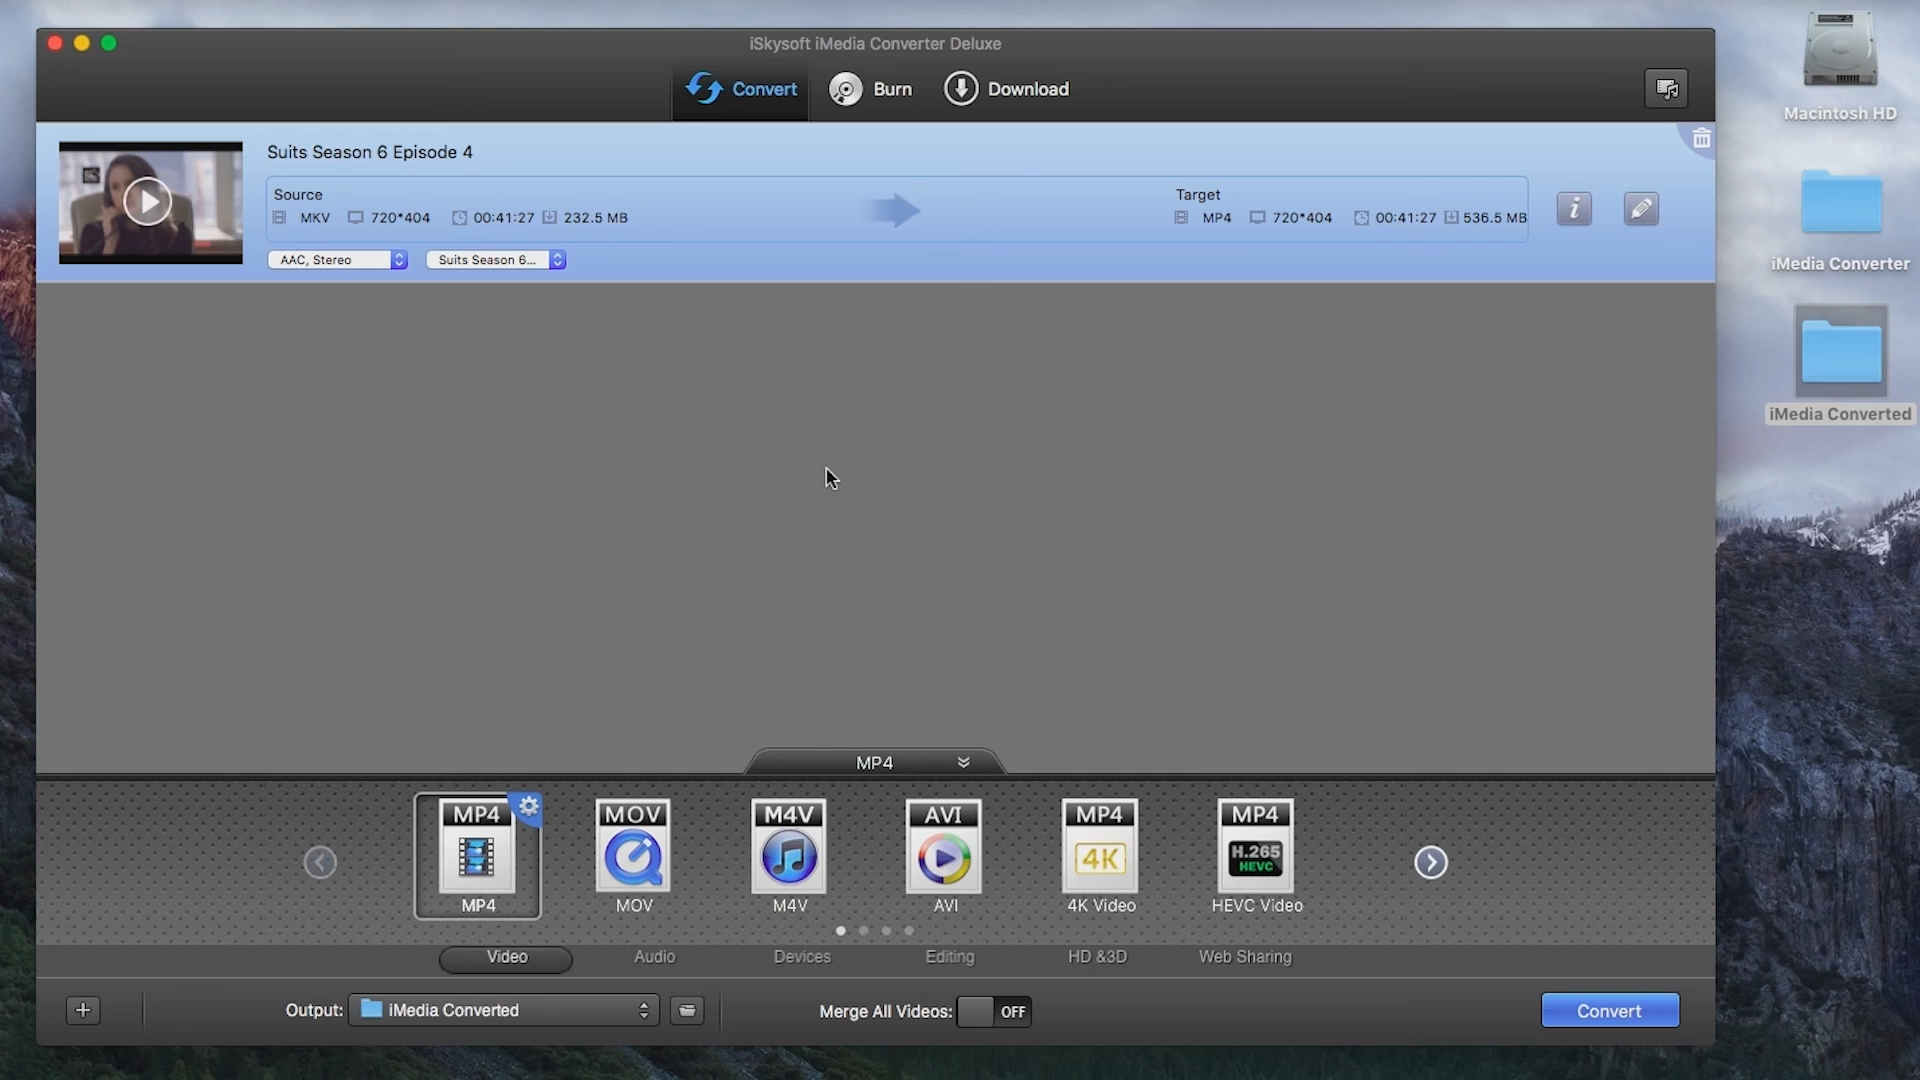 iSkysoft iMedia Converter Deluxe
Convert
Burn
Download
Macintosh HD
Suits Season 6 Episode 4
Source
MKV 720*404 00:41:27 232.5 MB
Target
MP4 720*404 00:41:27 536.5 MB
i
AAC, Stereo
Suits Season 6...
iMedia Converter
iMedia Converted
MP4
MP4
MOV
M4V
AVI
MP4
4K
MP4
H.265
HEVC
MP4
MOV
M4V
AVI
4K Video
HEVC Video
Video
Audio
Devices
Editing
HD &3D
Web Sharing
Output: iMedia Converted
Merge All Videos: OFF
Convert